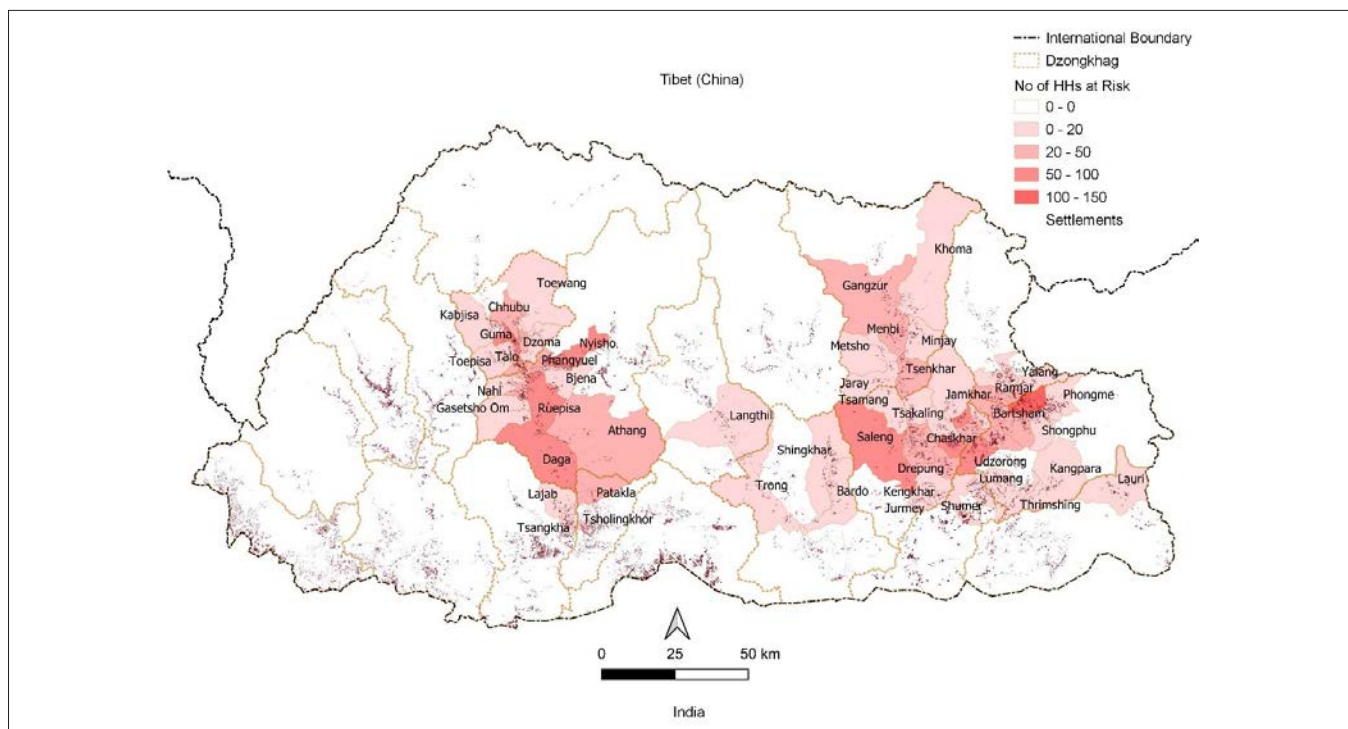 International Boundary
Dzongkhag
No of HHs at Risk
0 - 0
0 - 20
20 - 50
50 - 100
100 - 150
Settlements
Tibet (China)
Khoma
Toewang
Gangzur
Chhubu
Kabjisa
Menbi
Guma
Dzoma
Nyisho
Minjay
Metsho
Toepisa
Talo
Phangyuel
Tsenkhar
Yalang
Bjena
Jaray
Ramjar
Nahi
Jamkhar
Phongme
Tsamang
Gasetsho Om
Ruepisa
Langthil
Tsakaling
Bartsham
Athang
Shongphu
Saleng
Chaskhar
Shingkhar
Daga
Udzorong
Drepung
Kangpara
Lumang
Lauri
Trong
Bardo
Kengkhar
Lajab
Patakla
Jurmey
Shumer
Thrimshing
Tsangkha
Tsholingkhor
0 25 50 km
India